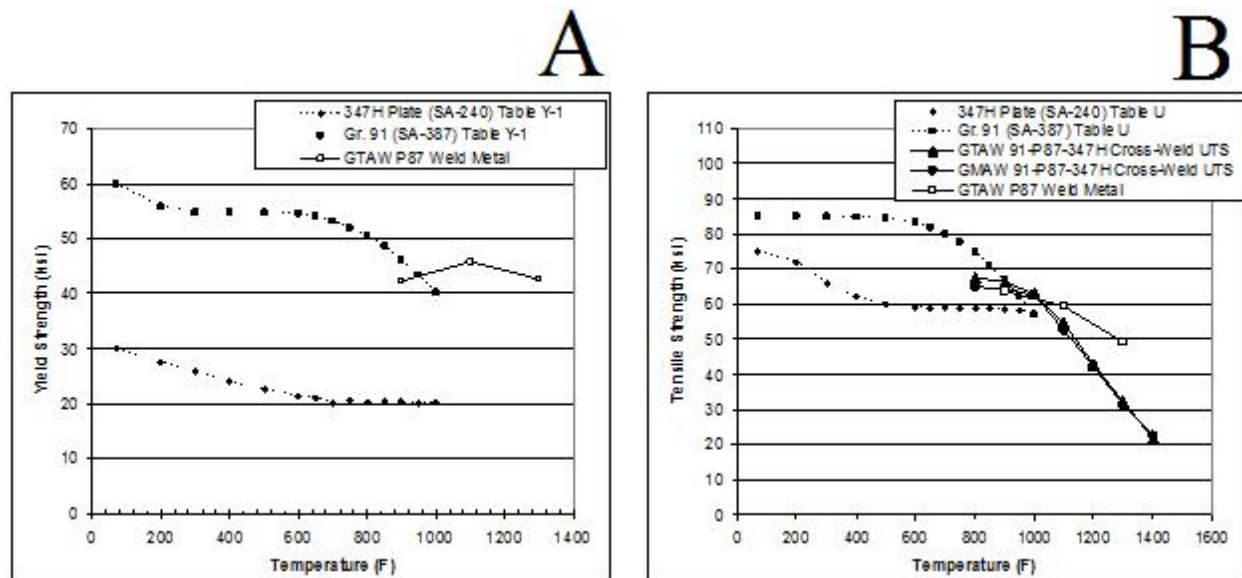 A
347H Plate (SA-240) Table Y-1
Gr. 91 (SA-387) Table Y-1
GTAW P87 Weld Metal
70
60
50
40
30
20
10
0
Yield Strength (ksi)
0 200 400 600 800 1000 1200 1400
Temperature (F)
B
347H Plate (SA-240) Table U
Gr. 91 (SA-387) Table U
GTAW 91-P87-347H Cross-Weld UTS
GMAW 91-P87-347H Cross-Weld UTS
GTAW P87 Weld Metal
110
100
90
80
70
60
50
40
30
20
10
0
Tensile Strength (ksi)
0 200 400 600 800 1000 1200 1400 1600
Temperature (F)